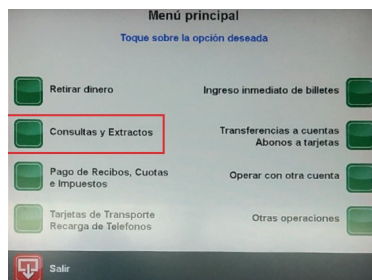 Menú principal
Toque sobre la opción deseada
Retirar dinero
Ingreso inmediato de billetes
Consultas y Extractos
Transferencias a cuentas
Abonos a tarjetas
Pago de Recibos, Cuotas
e Impuestos
Operar con otra cuenta
Tarjetas de Transporte
Recarga de Telefonos
Otras operaciones
Salir